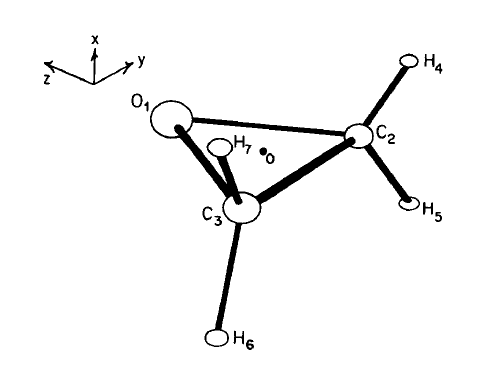 x
y
z
O₁
H₄
C₂
H₇
o
C₃
H₅
H₆